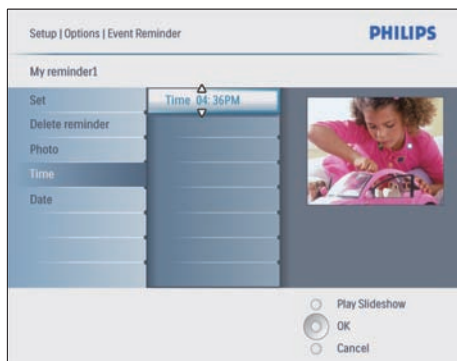 Setup | Options | Event Reminder
PHILIPS
My reminder1
Set
Time 04:36PM
Delete reminder
Photo
Time
Date
Play Slideshow
OK
Cancel